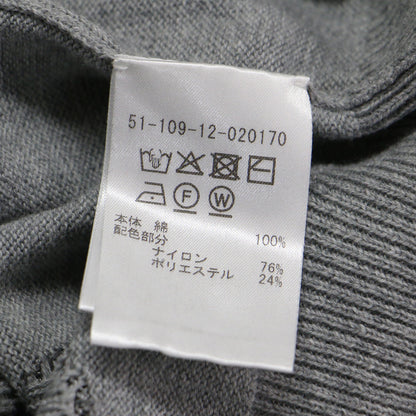 51-109-12-020170
F W
本体 綿 100%
配色部分
ナイロン 76%
ポリエステル 24%